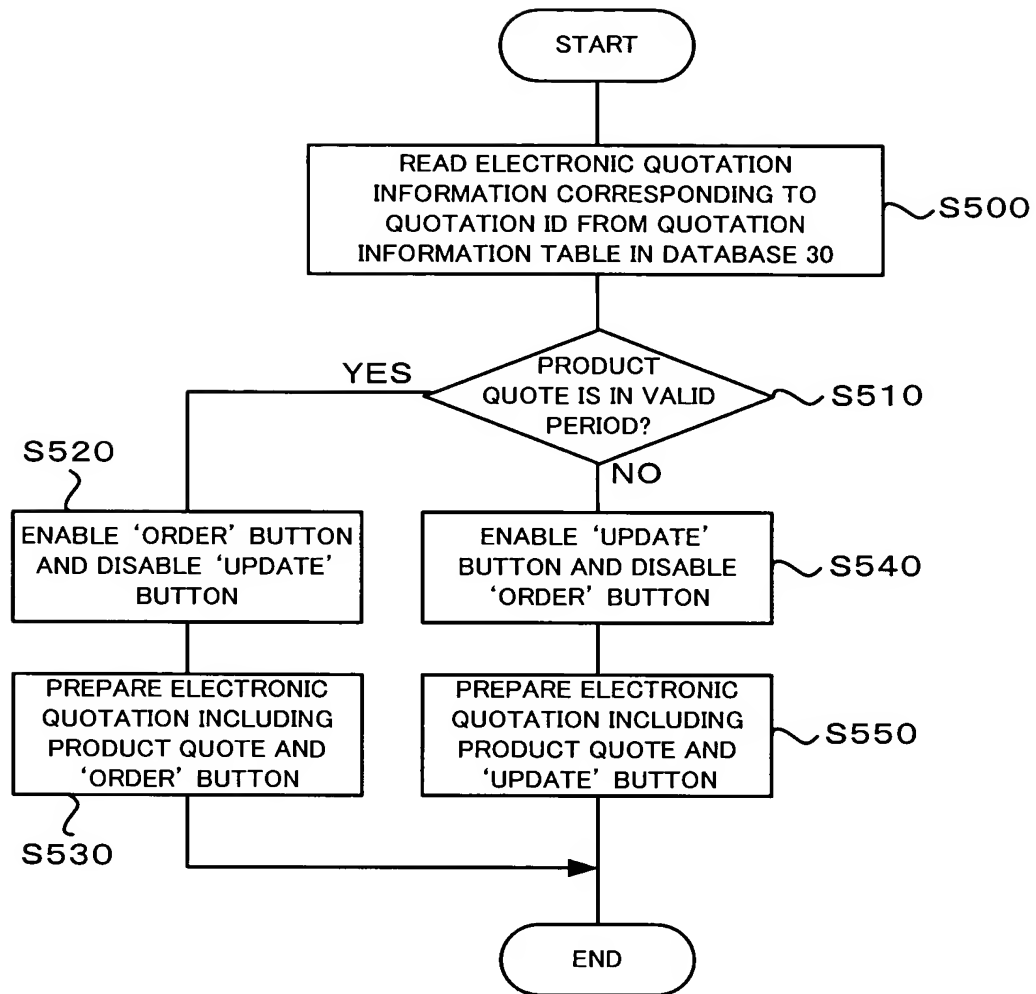 START
READ ELECTRONIC QUOTATION
INFORMATION CORRESPONDING TO
QUOTATION ID FROM QUOTATION
INFORMATION TABLE IN DATABASE 30
S500
PRODUCT
QUOTE IS IN VALID
PERIOD?
S510
YES
NO
S520
ENABLE ‘ORDER’ BUTTON
AND DISABLE ‘UPDATE’
BUTTON
ENABLE ‘UPDATE’
BUTTON AND DISABLE
‘ORDER’ BUTTON
S540
PREPARE ELECTRONIC
QUOTATION INCLUDING
PRODUCT QUOTE AND
‘ORDER’ BUTTON
S530
PREPARE ELECTRONIC
QUOTATION INCLUDING
PRODUCT QUOTE AND
‘UPDATE’ BUTTON
S550
END